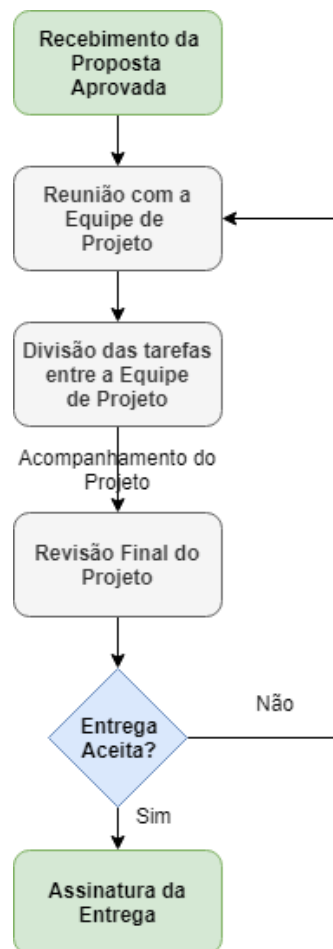 Recebimento da
Proposta
Aprovada
Reunião com a
Equipe de
Projeto
Divisão das tarefas
entre a Equipe
de Projeto
Acompanhamento do
Projeto
Revisão Final do
Projeto
Entrega
Aceita?
Não
Sim
Assinatura da
Entrega